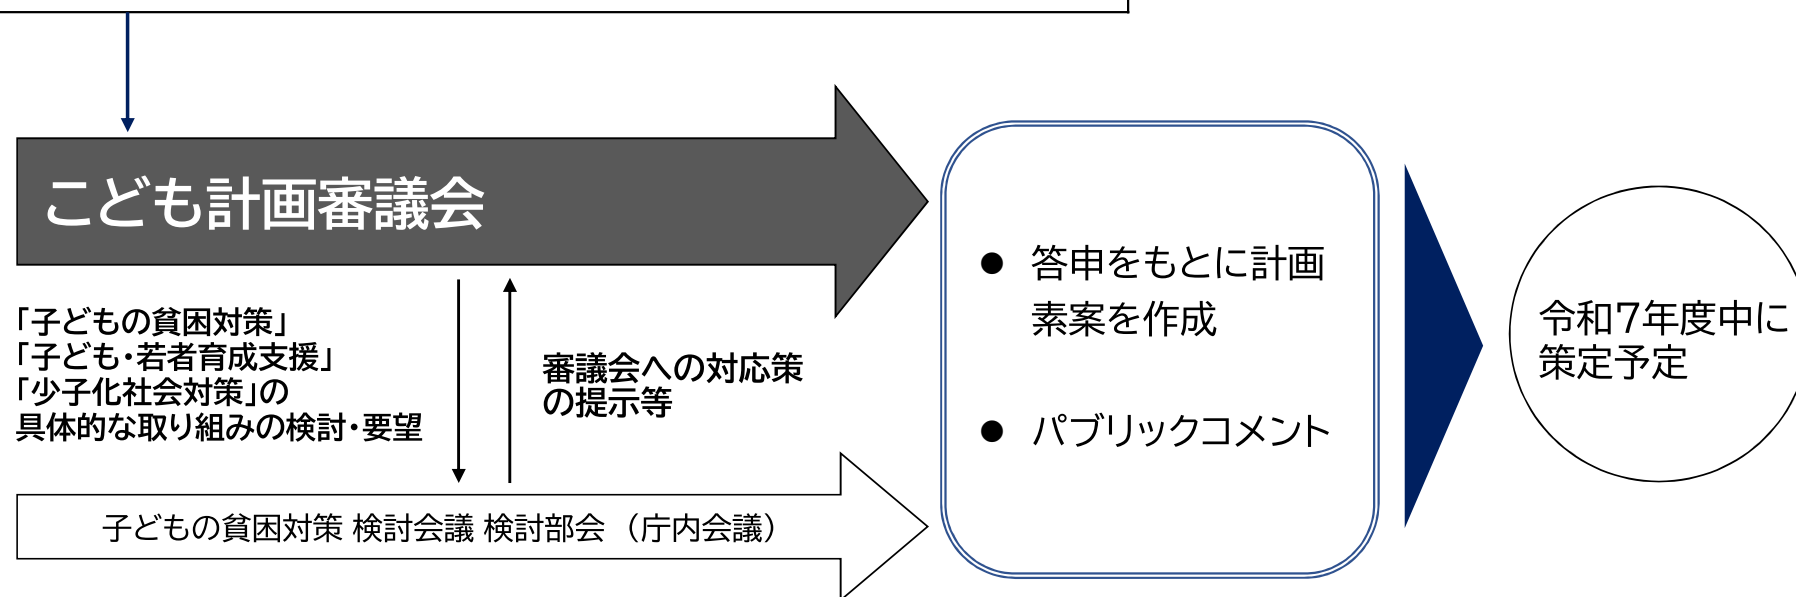 こども計画審議会
「子どもの貧困対策」
「子ども・若者育成支援」
「少子化社会対策」の
具体的な取り組みの検討・要望
審議会への対応策
の提示等
子どもの貧困対策 検討会議 検討部会 （庁内会議）
● 答申をもとに計画
素案を作成
● パブリックコメント
令和7年度中に
策定予定